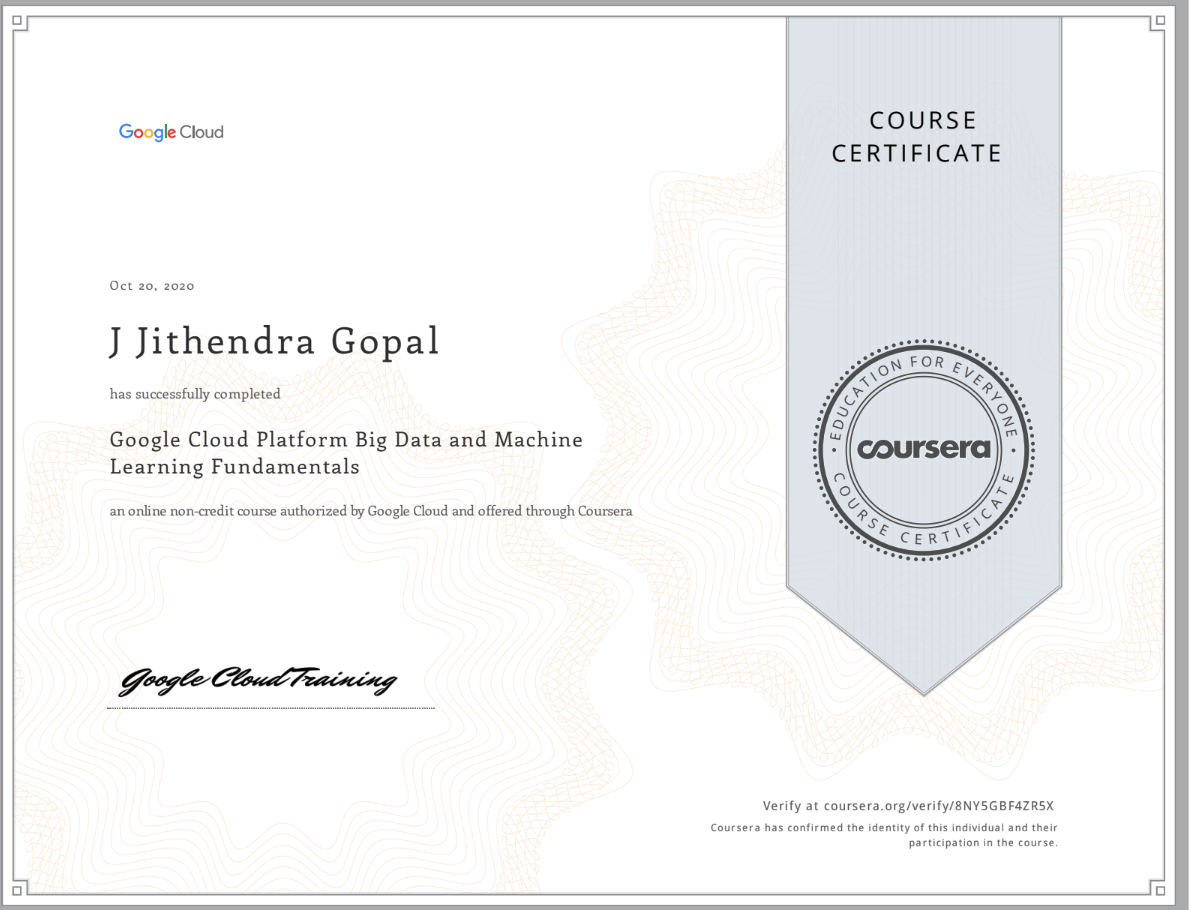 Google Cloud
COURSE
CERTIFICATE
Oct 20, 2020
J Jithendra Gopal
has successfully completed
Google Cloud Platform Big Data and Machine
Learning Fundamentals
an online non-credit course authorized by Google Cloud and offered through Coursera
EDUCATION FOR EVERYONE
coursera
COURSE CERTIFICATE
Google Cloud Training
Verify at coursera.org/verify/8NY5GBF4ZR5X
Coursera has confirmed the identity of this individual and their
participation in the course.